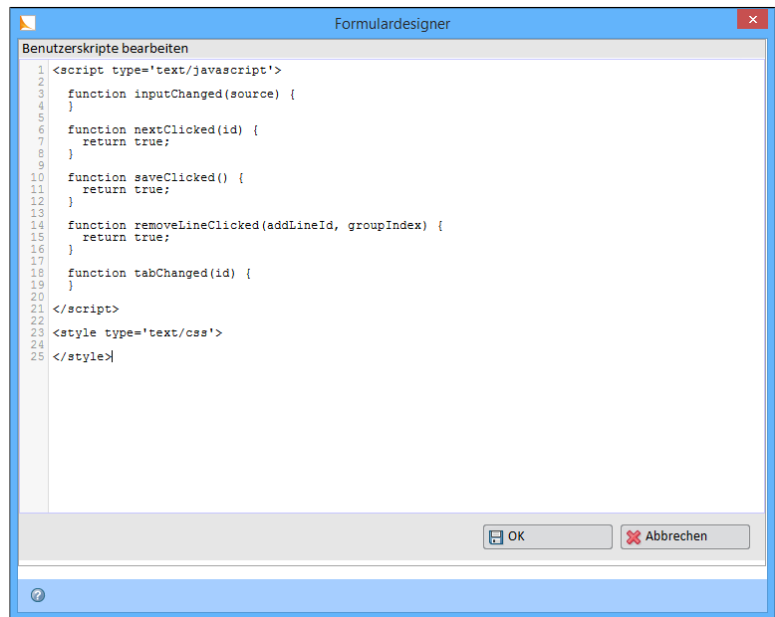 Formulardesigner
Benutzerskripte bearbeiten
1 <script type='text/javascript'>
2
3 function inputChanged(source) {
4 }
5
6 function nextClicked(id) {
7 return true;
8 }
9
10 function saveClicked() {
11 return true;
12 }
13
14 function removeLineClicked(addLineId, groupIndex) {
15 return true;
16 }
17
18 function tabChanged(id) {
19 }
20
21 </script>
22
23 <style type='text/css'>
24
25 </style>
OK Abbrechen